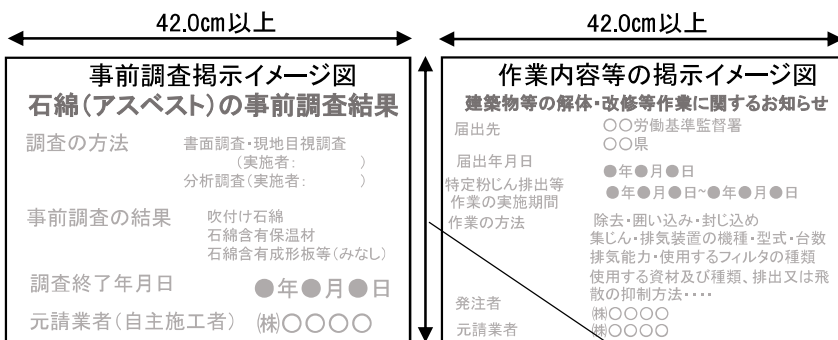 42.0cm以上
事前調査掲示イメージ図
石綿(アスベスト)の事前調査結果
調査の方法
書面調査・現地目視調査
(実施者:　　　　)
分析調査(実施者:　　　　)
事前調査の結果
吹付け石綿
石綿含有保温材
石綿含有成形板等(みなし)
調査終了年月日 ●年●月●日
元請業者(自主施工者) ㈱〇〇〇〇
42.0cm以上
作業内容等の掲示イメージ図
建築物等の解体・改修等作業に関するお知らせ
届出先
〇〇労働基準監督署
〇〇県
届出年月日
●年●月●日
特定粉じん排出等
作業の実施期間
●年●月●日~●年●月●日
作業の方法
除去・囲い込み・封じ込め
集じん・排気装置の機種・型式・台数
排気能力・使用するフィルタの種類
使用する資材及び種類、排出又は飛
散の抑制方法・・・・
発注者
㈱〇〇〇〇
元請業者
㈱〇〇〇〇